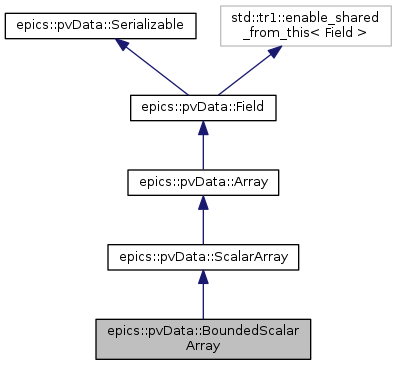 epics::pvData::Serializable
std::tr1::enable_shared
_from_this< Field >
epics::pvData::Field
epics::pvData::Array
epics::pvData::ScalarArray
epics::pvData::BoundedScalar
Array